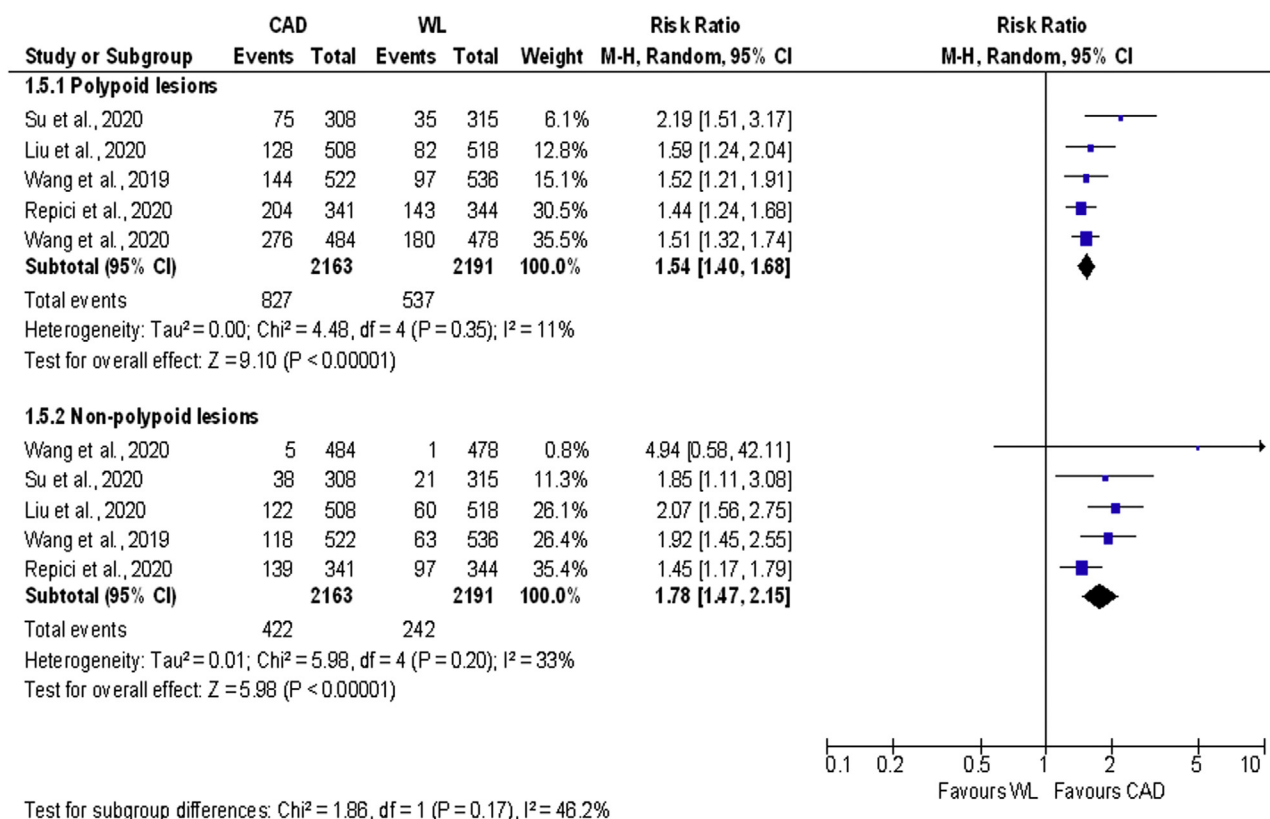 CAD WL Risk Ratio Risk Ratio
Study or Subgroup Events Total Events Total Weight M-H, Random, 95% CI M-H, Random, 95% CI
1.5.1 Polypoid lesions
Su et al., 2020 75 308 35 315 6.1% 2.19 [1.51, 3.17]
Liu et al., 2020 128 508 82 518 12.8% 1.59 [1.24, 2.04]
Wang et al., 2019 144 522 97 536 15.1% 1.52 [1.21, 1.91]
Repici et al., 2020 204 341 143 344 30.5% 1.44 [1.24, 1.68]
Wang et al., 2020 276 484 180 478 35.5% 1.51 [1.32, 1.74]
Subtotal (95% CI) 2163 2191 100.0% 1.54 [1.40, 1.68]
Total events 827 537
Heterogeneity: Tau² = 0.00; Chi² = 4.48, df = 4 (P = 0.35); I² = 11%
Test for overall effect: Z = 9.10 (P < 0.00001)
1.5.2 Non-polypoid lesions
Wang et al., 2020 5 484 1 478 0.8% 4.94 [0.58, 42.11]
Su et al., 2020 38 308 21 315 11.3% 1.85 [1.11, 3.08]
Liu et al., 2020 122 508 60 518 26.1% 2.07 [1.56, 2.75]
Wang et al., 2019 118 522 63 536 26.4% 1.92 [1.45, 2.55]
Repici et al., 2020 139 341 97 344 35.4% 1.45 [1.17, 1.79]
Subtotal (95% CI) 2163 2191 100.0% 1.78 [1.47, 2.15]
Total events 422 242
Heterogeneity: Tau² = 0.01; Chi² = 5.98, df = 4 (P = 0.20); I² = 33%
Test for overall effect: Z = 5.98 (P < 0.00001)
0.1 0.2 0.5 1 2 5 10
Favours WL Favours CAD
Test for subgroup differences: Chi² = 1.86, df = 1 (P = 0.17), I² = 46.2%